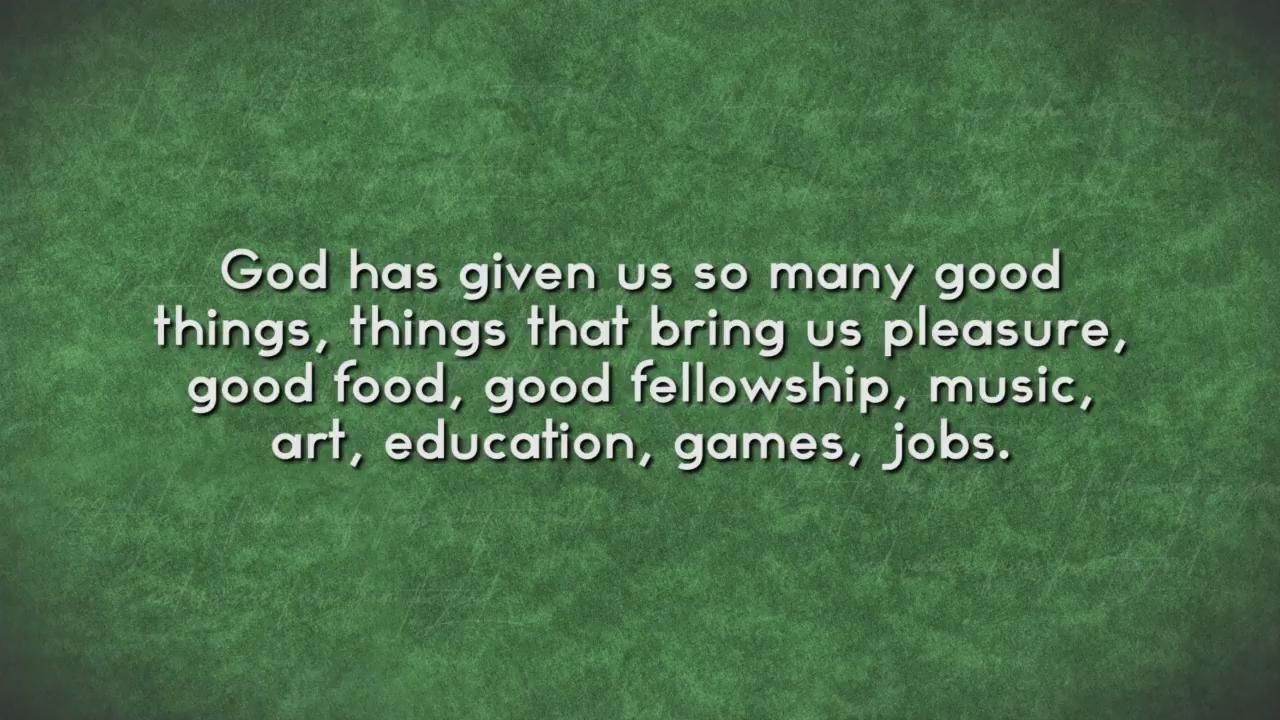 God has given us so many good
things, things that bring us pleasure,
good food, good fellowship, music,
art, education, games, jobs.